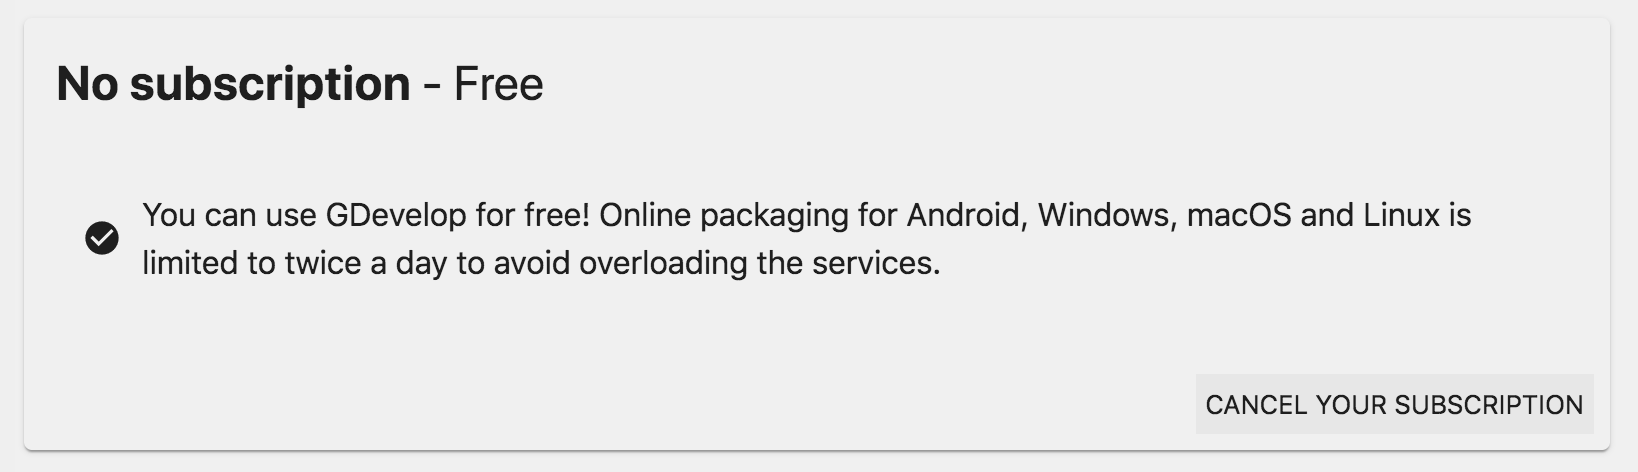 No subscription - Free
You can use GDevelop for free! Online packaging for Android, Windows, macOS and Linux is
limited to twice a day to avoid overloading the services.
CANCEL YOUR SUBSCRIPTION